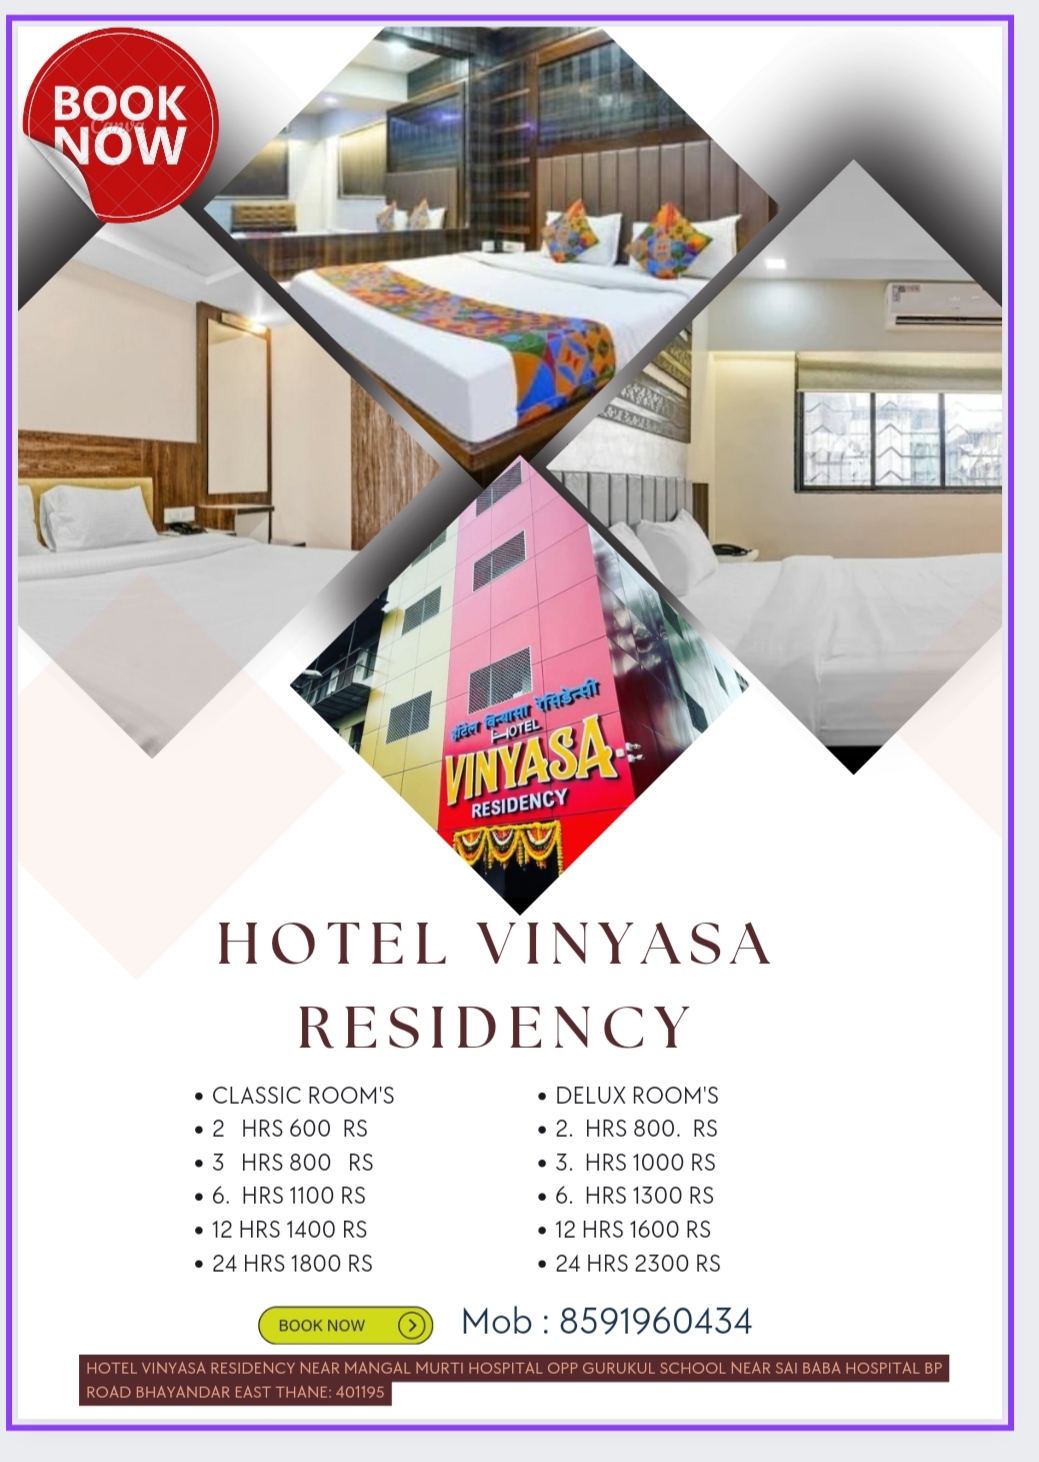 BOOK
NOW
Canva
हॉटेल विन्यासा रेसिडेन्सी
HOTEL
VINYASA
RESIDENCY
HOTEL VINYASA
RESIDENCY
• CLASSIC ROOM'S
• 2 HRS 600 RS
• 3 HRS 800 RS
• 6. HRS 1100 RS
• 12 HRS 1400 RS
• 24 HRS 1800 RS
• DELUX ROOM'S
• 2. HRS 800. RS
• 3. HRS 1000 RS
• 6. HRS 1300 RS
• 12 HRS 1600 RS
• 24 HRS 2300 RS
BOOK NOW
Mob : 8591960434
HOTEL VINYASA RESIDENCY NEAR MANGAL MURTI HOSPITAL OPP GURUKUL SCHOOL NEAR SAI BABA HOSPITAL BP
ROAD BHAYANDAR EAST THANE: 401195